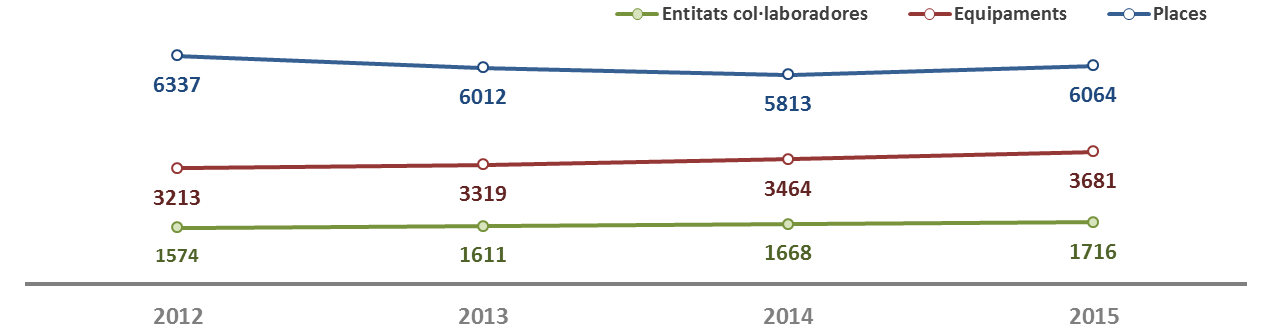 Entitats col·laboradores Equipaments Places
6337 6012 5813 6064
3213 3319 3464 3681
1574 1611 1668 1716
2012 2013 2014 2015